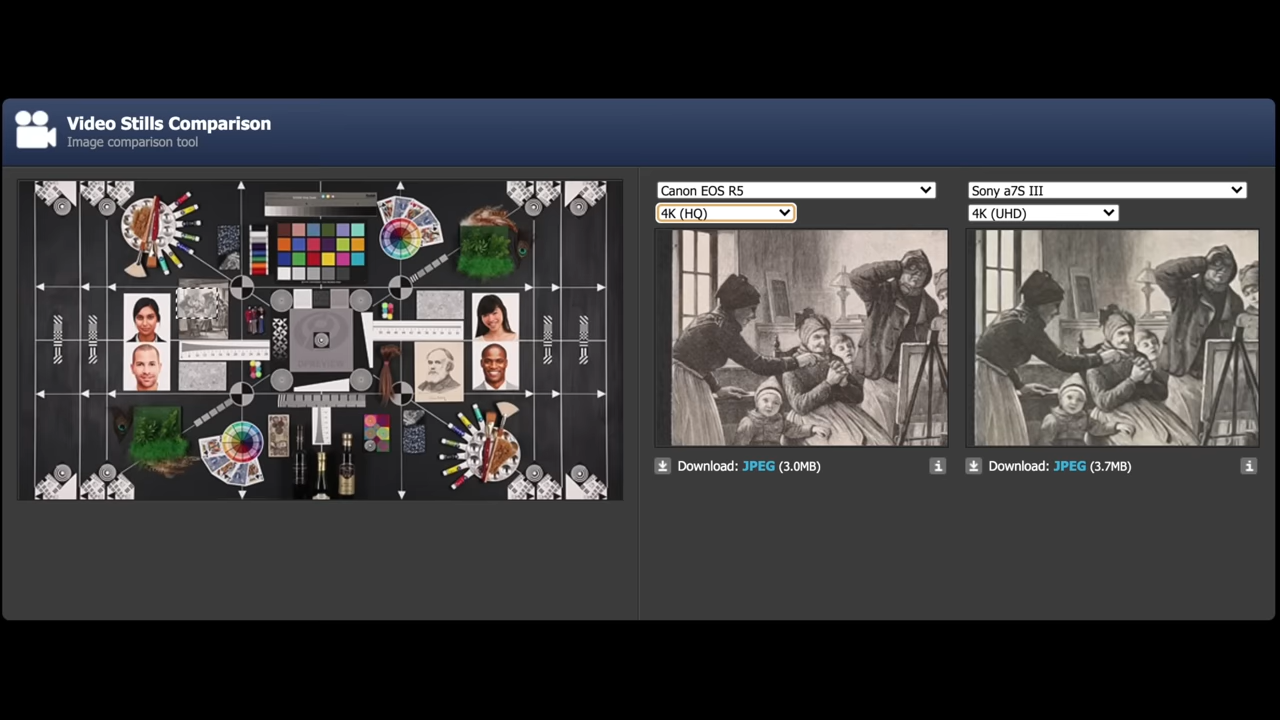 Video Stills Comparison
Image comparison tool
Canon EOS R5
Sony a7S III
4K (HQ)
4K (UHD)
DPREVIEW
Download: JPEG (3.0MB)
i
Download: JPEG (3.7MB)
i